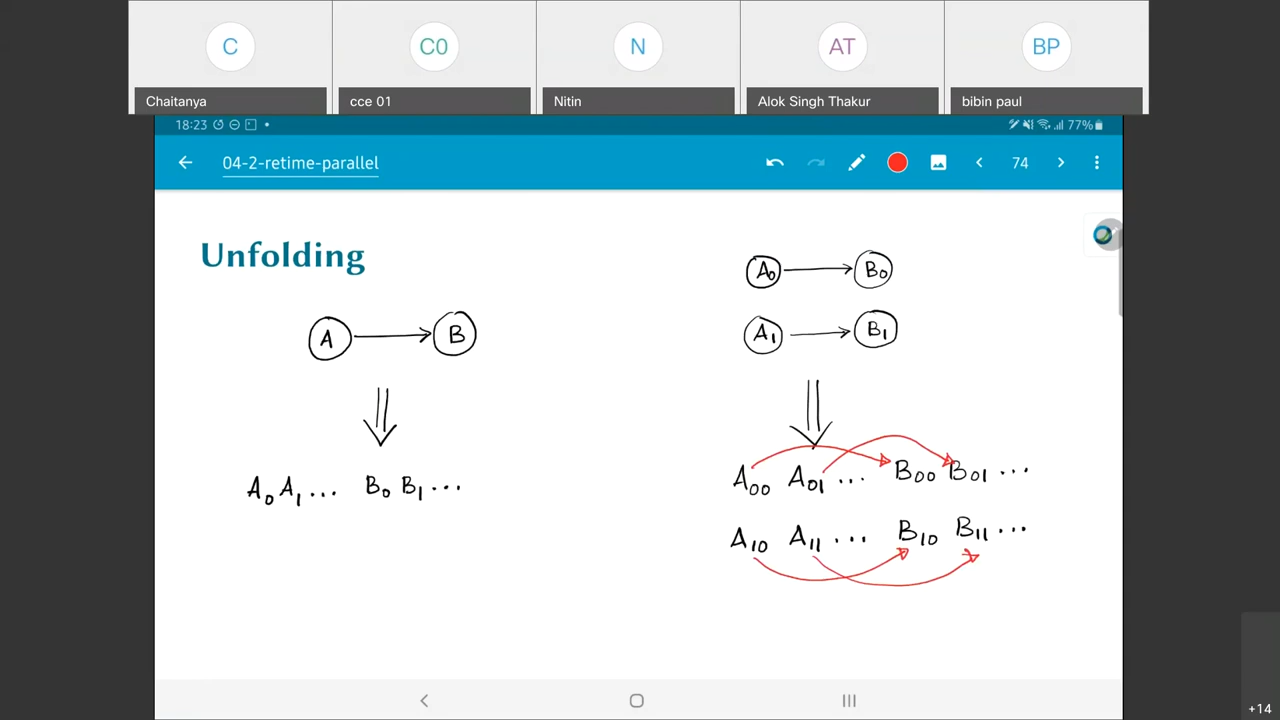 C C0 N AT BP
Chaitanya cce 01 Nitin Alok Singh Thakur bibin paul
18:23 77%
04-2-retime-parallel 74
Unfolding
A B
A₀ A₁ ... B₀ B₁ ...
A₀ B₀
A₁ B₁
A₀₀ A₀₁ ... B₀₀ B₀₁ ...
A₁₀ A₁₁ ... B₁₀ B₁₁ ...
+14